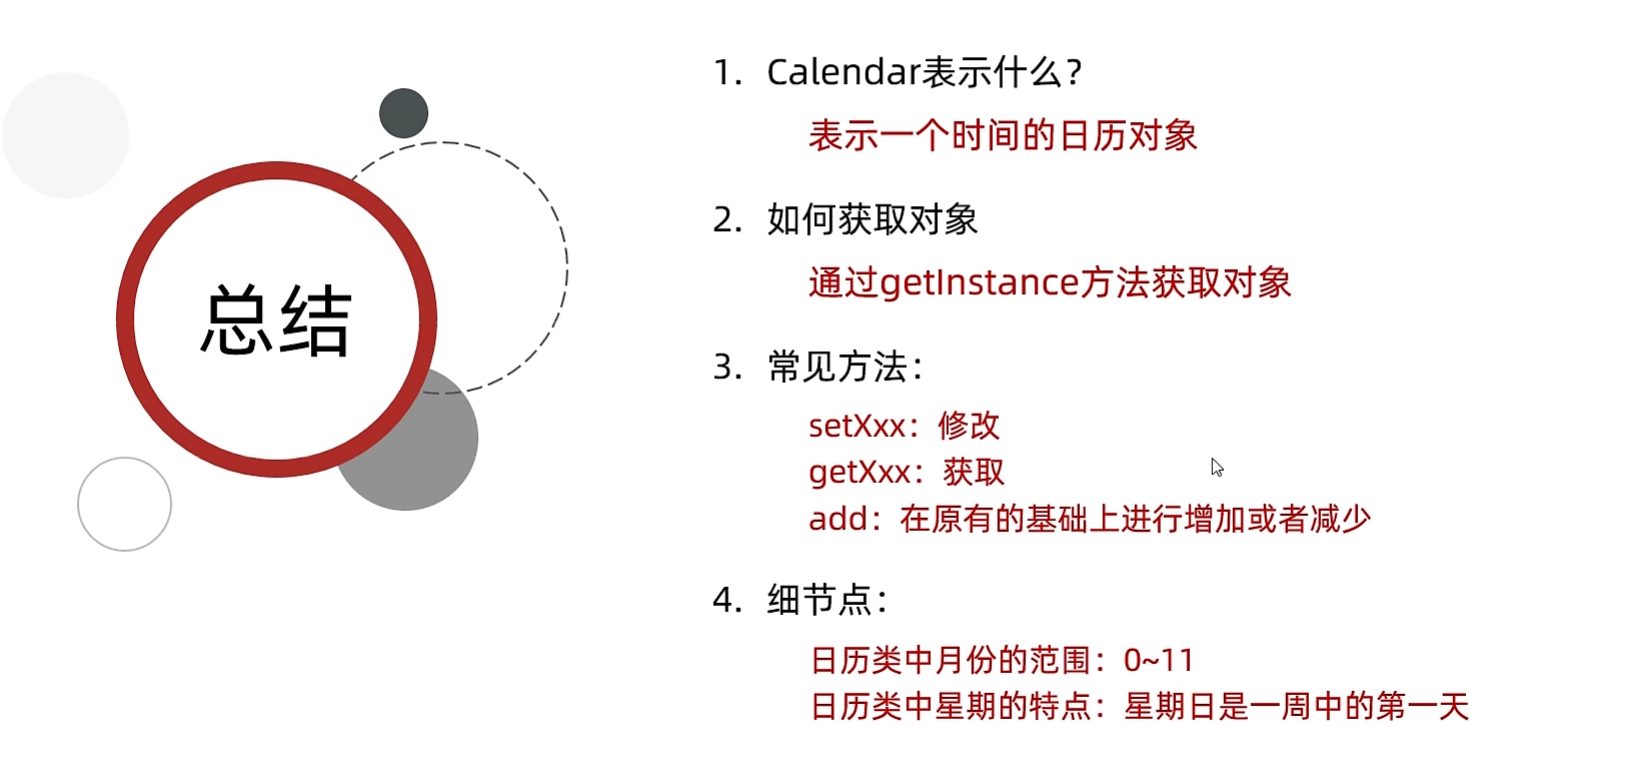 总结
1. Calendar表示什么？
表示一个时间的日历对象
2. 如何获取对象
通过getInstance方法获取对象
3. 常见方法：
setXxx：修改
getXxx：获取
add：在原有的基础上进行增加或者减少
4. 细节点：
日历类中月份的范围：0~11
日历类中星期的特点：星期日是一周中的第一天